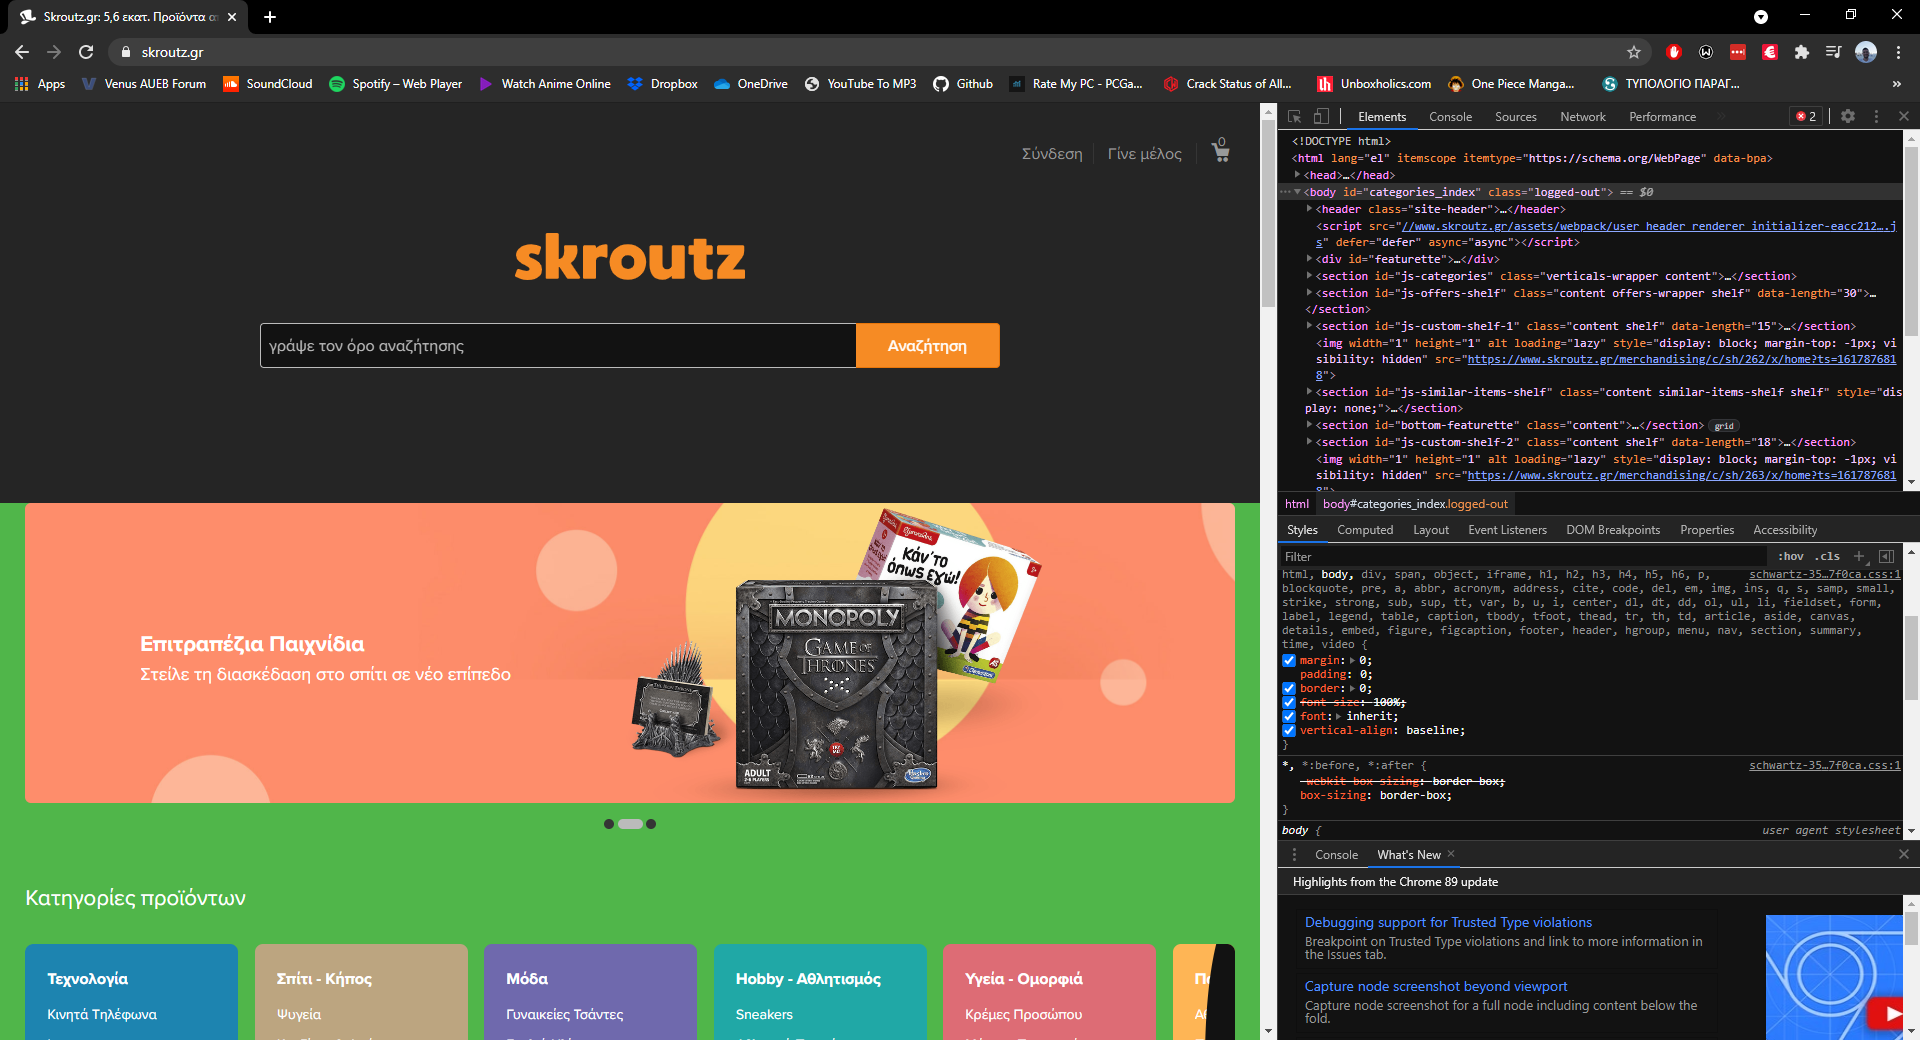 Skroutz.gr: 5,6 εκατ. Προϊόντα α
skroutz.gr
Apps
Venus AUEB Forum
SoundCloud
Spotify – Web Player
Watch Anime Online
Dropbox
OneDrive
YouTube To MP3
Github
Rate My PC - PCGa...
Crack Status of All...
Unboxholics.com
One Piece Manga...
ΤΥΠΟΛΟΓΙΟ ΠΑΡΑΓ...
»
Σύνδεση
Γίνε μέλος
0
skroutz
γράψε τον όρο αναζήτησης
Αναζήτηση
Επιτραπέζια Παιχνίδια
Στείλε τη διασκέδαση στο σπίτι σε νέο επίπεδο
Κάν'το
όπως εγώ!
MONOPOLY
GAME OF
THRONES
ADULT
Κατηγορίες προϊόντων
Τεχνολογία
Κινητά Τηλέφωνα
Σπίτι - Κήπος
Ψυγεία
Μόδα
Γυναικείες Τσάντες
Hobby - Αθλητισμός
Sneakers
Υγεία - Ομορφιά
Κρέμες Προσώπου
Elements
Console
Sources
Network
Performance
»
2
<!DOCTYPE html>
<html lang="el" itemscope itemtype="https://schema.org/WebPage" data-bpa>
<head>…</head>
<body id="categories_index" class="logged-out"> == $0
<header class="site-header">…</header>
<script src="//www.skroutz.gr/assets/webpack/user_header_renderer_initializer-eacc212….j
s" defer="defer" async="async"></script>
<div id="featurette">…</div>
<section id="js-categories" class="verticals-wrapper content">…</section>
<section id="js-offers-shelf" class="content offers-wrapper shelf" data-length="30">…
</section>
<section id="js-custom-shelf-1" class="content shelf" data-length="15">…</section>
<img width="1" height="1" alt loading="lazy" style="display: block; margin-top: -1px; vi
sibility: hidden" src="https://www.skroutz.gr/merchandising/c/sh/262/x/home?ts=161787681
8">
<section id="js-similar-items-shelf" class="content similar-items-shelf shelf" style="dis
play: none;">…</section>
<section id="bottom-featurette" class="content">…</section>
grid
<section id="js-custom-shelf-2" class="content shelf" data-length="18">…</section>
<img width="1" height="1" alt loading="lazy" style="display: block; margin-top: -1px; vi
sibility: hidden" src="https://www.skroutz.gr/merchandising/c/sh/263/x/home?ts=161787681
html
body#categories_index.logged-out
Styles
Computed
Layout
Event Listeners
DOM Breakpoints
Properties
Accessibility
Filter
:hov
.cls
+
html, body, div, span, object, iframe, h1, h2, h3, h4, h5, h6, p,
schwartz-35…7f0ca.css:1
blockquote, pre, a, abbr, acronym, address, cite, code, del, em, img, ins, q, s, samp, small,
strike, strong, sub, sup, tt, var, b, u, i, center, dl, dt, dd, ol, ul, li, fieldset, form,
label, legend, table, caption, tbody, tfoot, thead, tr, th, td, article, aside, canvas,
details, embed, figure, figcaption, footer, header, hgroup, menu, nav, section, summary,
time, video {
margin: 0;
padding: 0;
border: 0;
font-size: 100%;
font: inherit;
vertical-align: baseline;
}
*, *:before, *:after {
schwartz-35…7f0ca.css:1
-webkit-box-sizing: border-box;
box-sizing: border-box;
}
body {
user agent stylesheet
Console
What's New
Highlights from the Chrome 89 update
Debugging support for Trusted Type violations
Breakpoint on Trusted Type violations and link to more information in
the Issues tab.
Capture node screenshot beyond viewport
Capture node screenshot for a full node including content below the
fold.